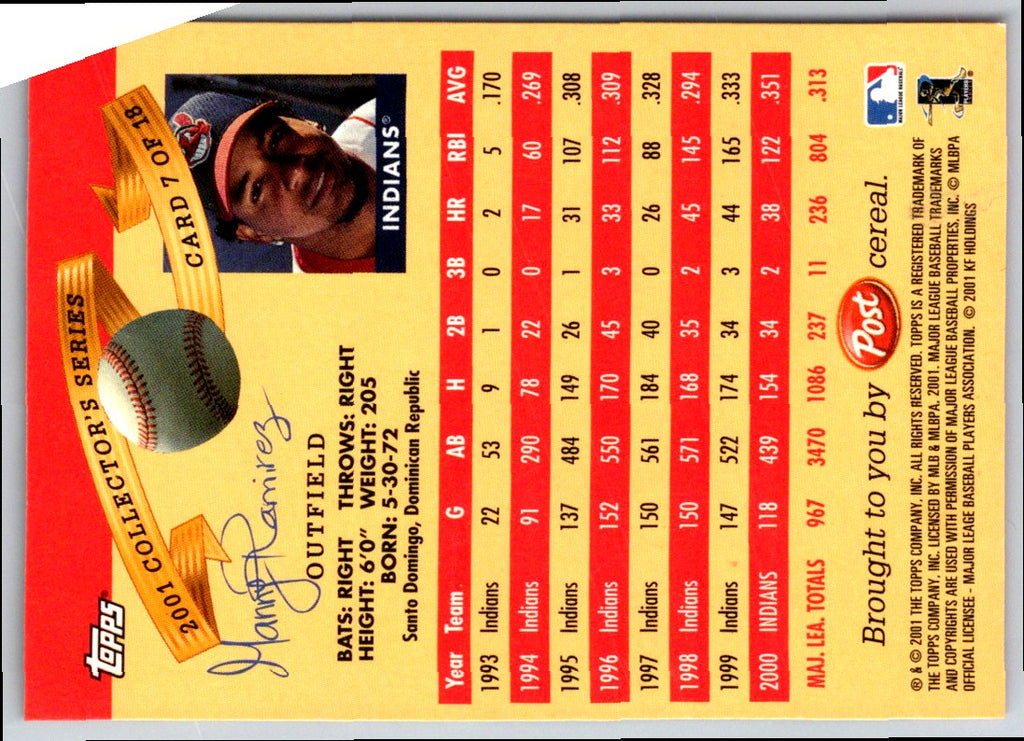 topps
2001 COLLECTOR'S SERIES
CARD 7 OF 18
INDIANS®
Manny Ramirez
OUTFIELD
BATS: RIGHT THROWS: RIGHT
HEIGHT: 6'0" WEIGHT: 205
BORN: 5-30-72
Santo Domingo, Dominican Republic
Year Team G AB H 2B 3B HR RBI AVG
1993 Indians 22 53 9 1 0 2 5 .170
1994 Indians 91 290 78 22 0 17 60 .269
1995 Indians 137 484 149 26 1 31 107 .308
1996 Indians 152 550 170 45 3 33 112 .309
1997 Indians 150 561 184 40 0 26 88 .328
1998 Indians 150 571 168 35 2 45 145 .294
1999 Indians 147 522 174 34 3 44 165 .333
2000 INDIANS 118 439 154 34 2 38 122 .351
MAJ. LEA. TOTALS 967 3470 1086 237 11 236 804 .313
Brought to you by Post cereal.
MAJOR LEAGUE BASEBALL
® & © 2001 THE TOPPS COMPANY, INC. ALL RIGHTS RESERVED. TOPPS IS A REGISTERED TRADEMARK OF
THE TOPPS COMPANY, INC. LICENSED BY MLB & MLBPA, 2001. MAJOR LEAGUE BASEBALL TRADEMARKS
AND COPYRIGHTS ARE USED WITH PERMISSION OF MAJOR LEAGUE BASEBALL PROPERTIES, INC. © MLBPA
OFFICIAL LICENSEE - MAJOR LEAGE BASEBALL PLAYERS ASSOCIATION. © 2001 KF HOLDINGS